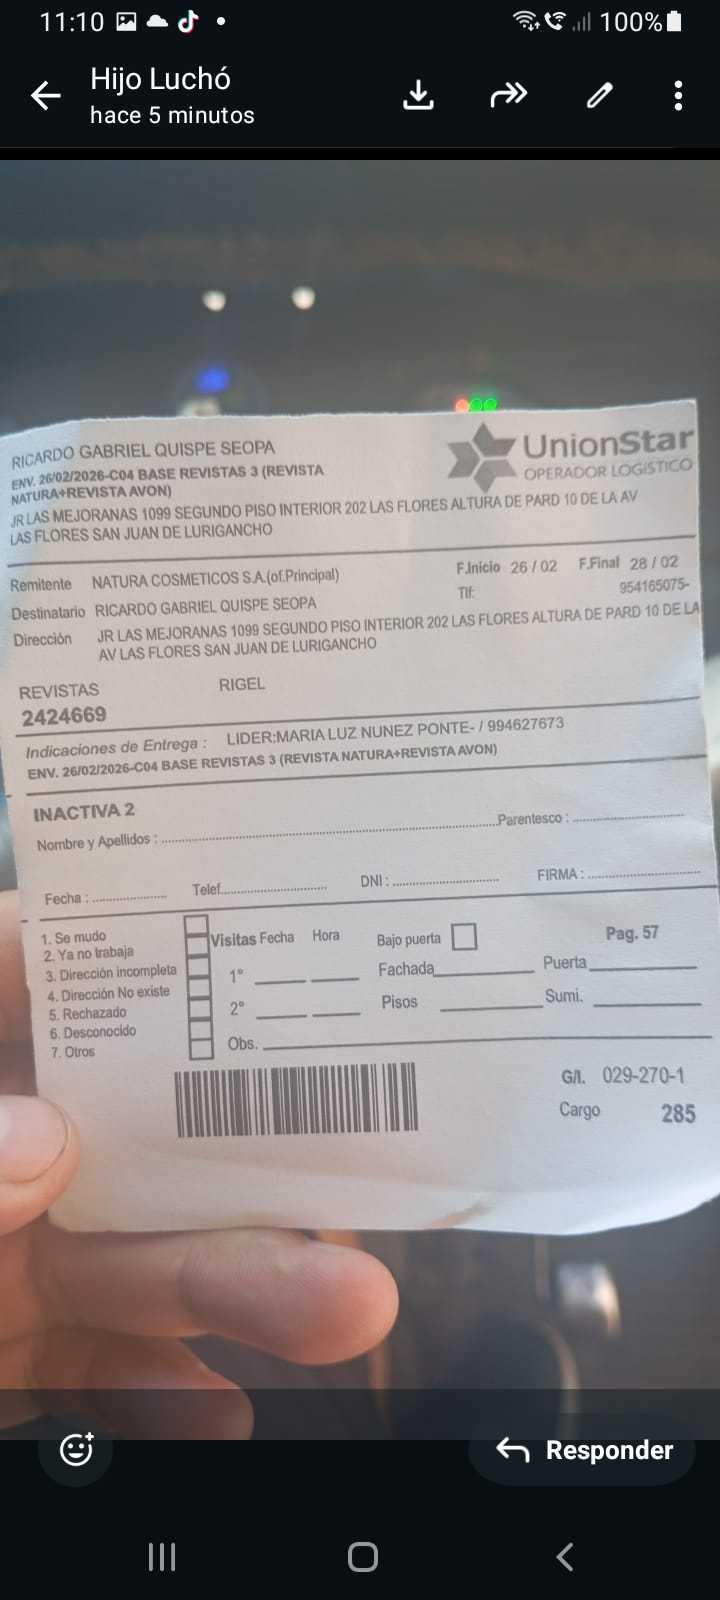 11:10
100%
Hijo Luchó
hace 5 minutos
RICARDO GABRIEL QUISPE SEOPA
ENV. 26/02/2026-C04 BASE REVISTAS 3 (REVISTA
NATURA+REVISTA AVON)
JR LAS MEJORANAS 1099 SEGUNDO PISO INTERIOR 202 LAS FLORES ALTURA DE PARD 10 DE LA AV
LAS FLORES SAN JUAN DE LURIGANCHO
UnionStar
OPERADOR LOGÍSTICO
Remitente NATURA COSMETICOS S.A.(of.Principal)
F.Inicio 26 / 02 F.Final 28 / 02
Destinatario RICARDO GABRIEL QUISPE SEOPA
Tlf: 954165075-
Dirección JR LAS MEJORANAS 1099 SEGUNDO PISO INTERIOR 202 LAS FLORES ALTURA DE PARD 10 DE LA
AV LAS FLORES SAN JUAN DE LURIGANCHO
REVISTAS RIGEL
2424669
Indicaciones de Entrega : LIDER:MARIA LUZ NUNEZ PONTE- / 994627673
ENV. 26/02/2026-C04 BASE REVISTAS 3 (REVISTA NATURA+REVISTA AVON)
INACTIVA 2
Nombre y Apellidos : Parentesco :
Fecha : Telef. DNI : FIRMA :
1. Se mudo
2. Ya no trabaja
3. Dirección incompleta
4. Dirección No existe
5. Rechazado
6. Desconocido
7. Otros
Visitas Fecha Hora
1°
2°
Obs.
Bajo puerta
Fachada
Pisos
Pag. 57
Puerta
Sumi.
G/I. 029-270-1
Cargo 285
Responder